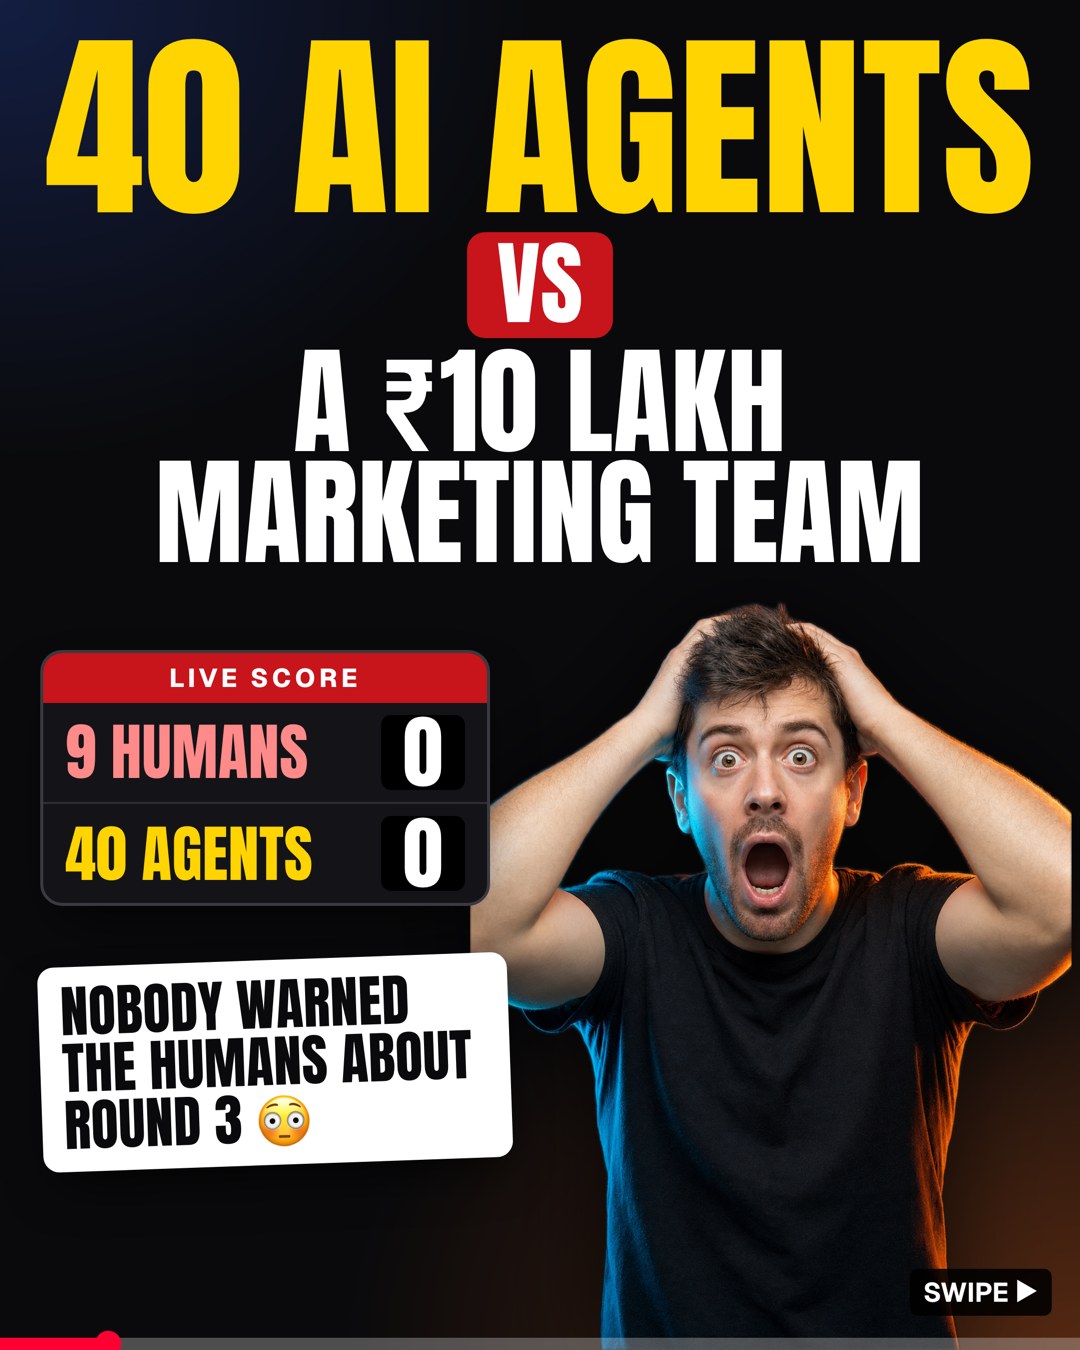 40 AI AGENTS
VS
A ₹10 LAKH
MARKETING TEAM
LIVE SCORE
9 HUMANS 0
40 AGENTS 0
NOBODY WARNED
THE HUMANS ABOUT
ROUND 3 😳
SWIPE ▶